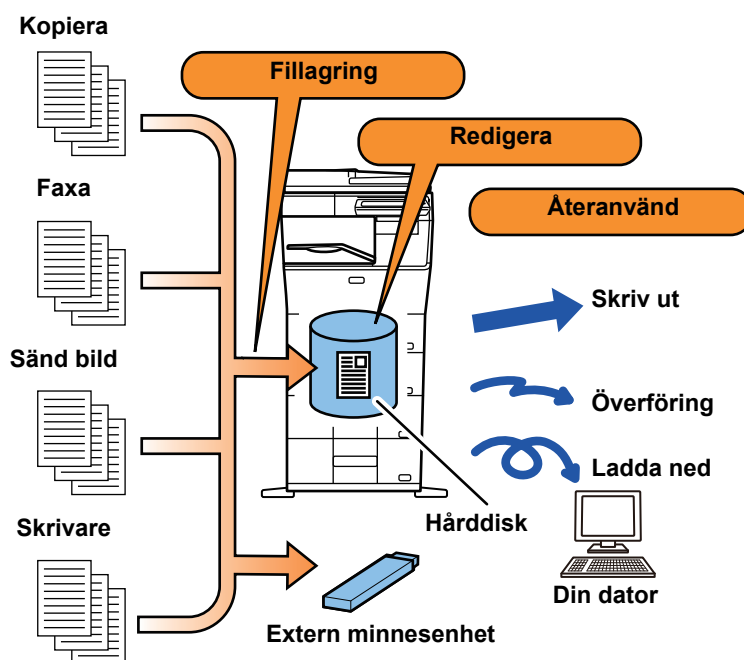 Kopiera
Fillagring
Redigera
Faxa
Återanvänd
Skriv ut
Sänd bild
Överföring
Ladda ned
Hårddisk
Skrivare
Din dator
Extern minnesenhet